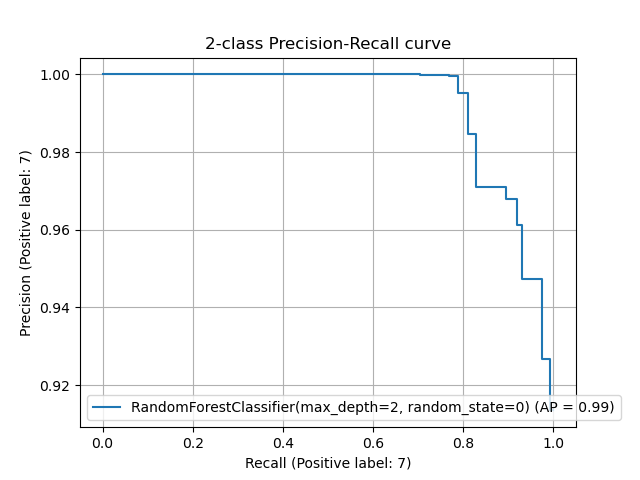 2-class Precision-Recall curve
Precision (Positive label: 7)
1.00
0.98
0.96
0.94
0.92
RandomForestClassifier(max_depth=2, random_state=0) (AP = 0.99)
0.0 0.2 0.4 0.6 0.8 1.0
Recall (Positive label: 7)